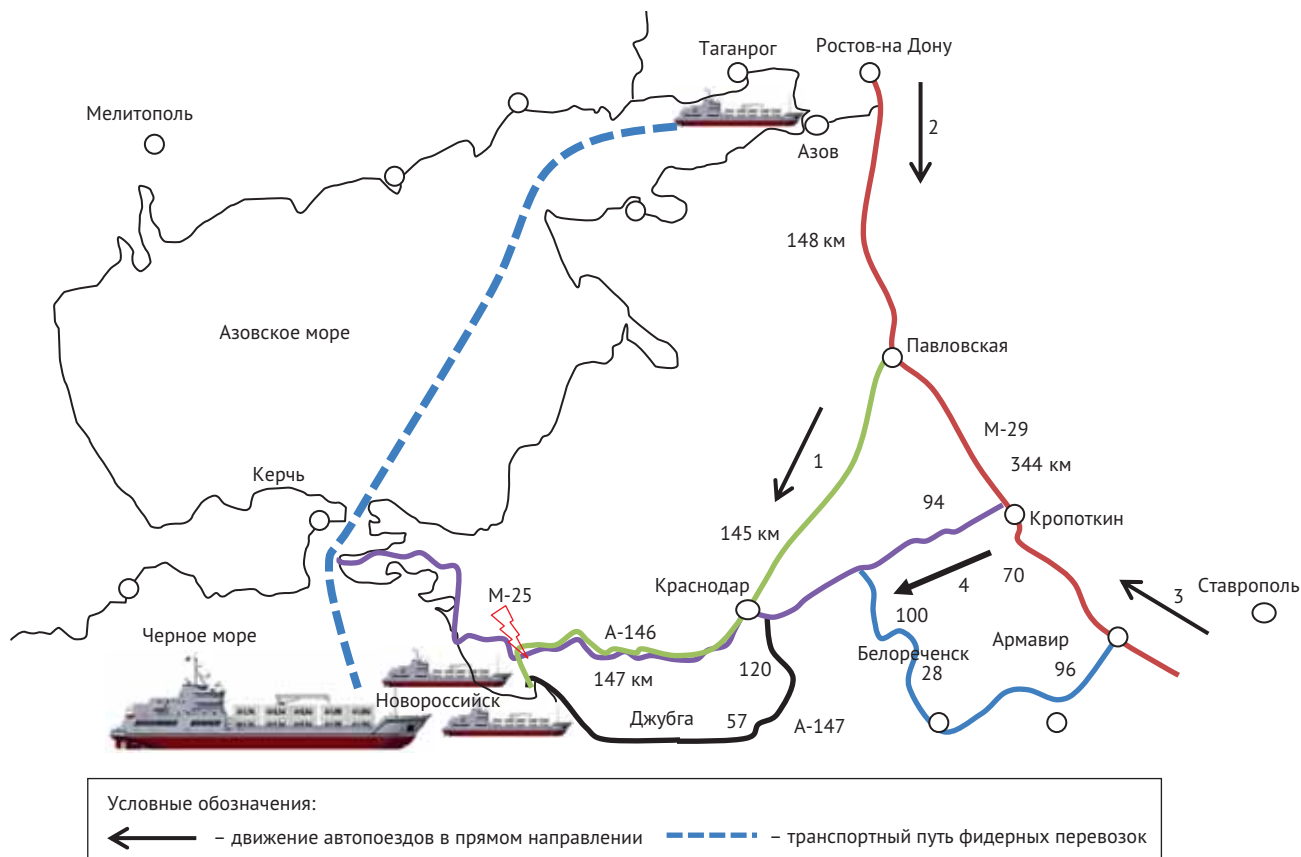 Таганрог
Ростов-на Дону
Мелитополь
2
Азов
148 км
Азовское море
Павловская
М-29
1
344 км
Керчь
94
Кропоткин
145 км
Краснодар
4
70
3
Ставрополь
М-25
100
Черное море
А-146
Армавир
Белореченск
147 км
120
28
96
Новороссийск
Джубга
57
А-147
Условные обозначения:
– движение автопоездов в прямом направлении
– транспортный путь фидерных перевозок